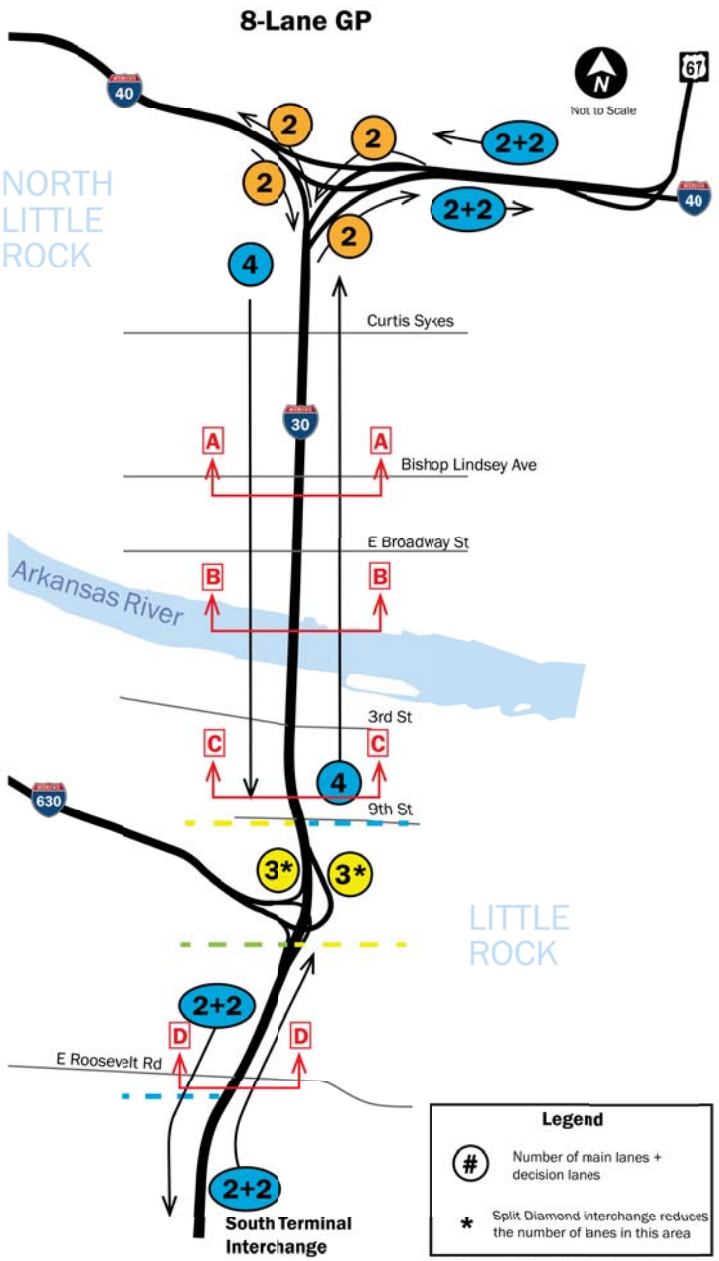 8-Lane GP
40
N
Not to Scale
67
2
2
2+2
NORTH
LITTLE
ROCK
2
2+2
40
2
4
Curtis Sykes
30
A
A
Bishop Lindsey Ave
E Broadway St
B
B
Arkansas River
3rd St
C
C
4
630
9th St
3*
3*
LITTLE
ROCK
2+2
D
D
E Roosevelt Rd
2+2
South Terminal
Interchange
Legend
#
Number of main lanes +
decision lanes
*
Split Diamond interchange reduces
the number of lanes in this area